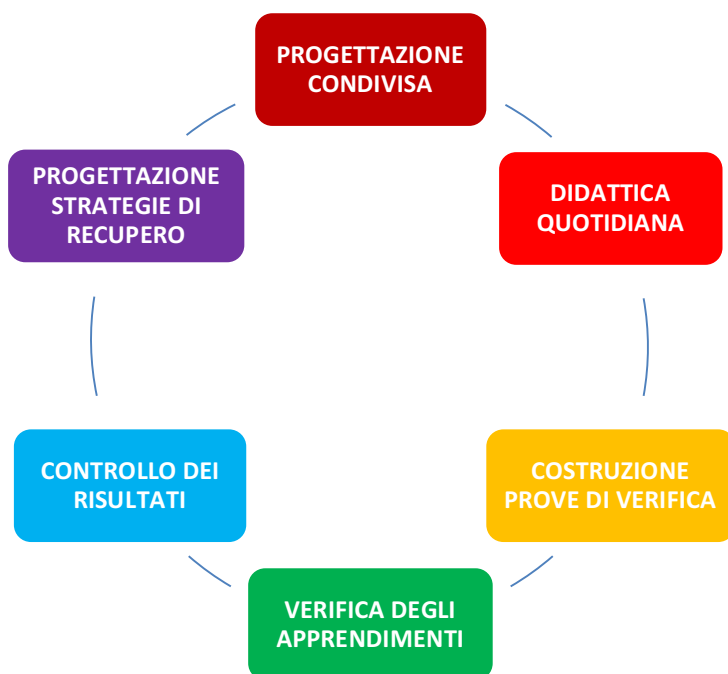 PROGETTAZIONE
CONDIVISA
DIDATTICA
QUOTIDIANA
COSTRUZIONE
PROVE DI VERIFICA
VERIFICA DEGLI
APPRENDIMENTI
CONTROLLO DEI
RISULTATI
PROGETTAZIONE
STRATEGIE DI
RECUPERO